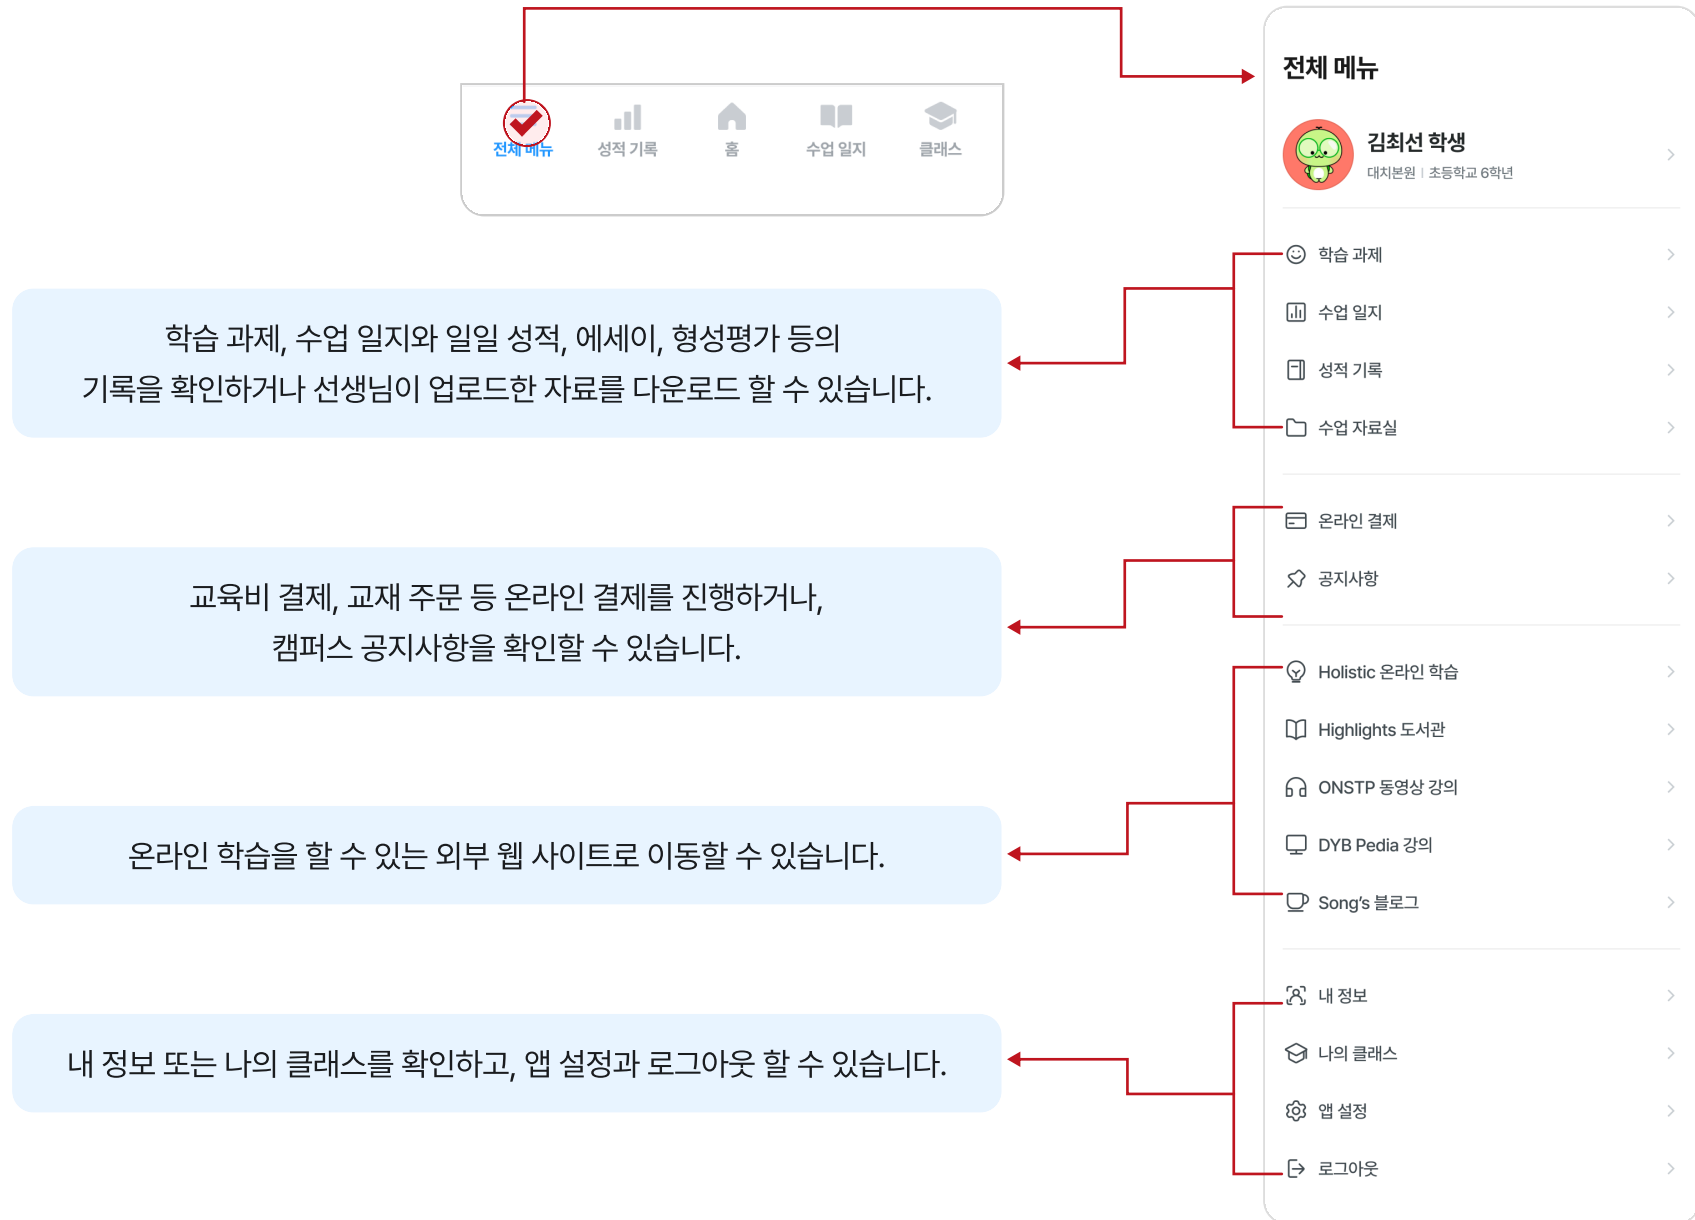 전체 메뉴
성적 기록
홈
수업 일지
클래스
학습 과제, 수업 일지와 일일 성적, 에세이, 형성평가 등의
기록을 확인하거나 선생님이 업로드한 자료를 다운로드 할 수 있습니다.
교육비 결제, 교재 주문 등 온라인 결제를 진행하거나,
캠퍼스 공지사항을 확인할 수 있습니다.
온라인 학습을 할 수 있는 외부 웹 사이트로 이동할 수 있습니다.
내 정보 또는 나의 클래스를 확인하고, 앱 설정과 로그아웃 할 수 있습니다.
전체 메뉴
김최선 학생
대치본원 | 초등학교 6학년
학습 과제
수업 일지
성적 기록
수업 자료실
온라인 결제
공지사항
Holistic 온라인 학습
Highlights 도서관
ONSTP 동영상 강의
DYB Pedia 강의
Song's 블로그
내 정보
나의 클래스
앱 설정
로그아웃